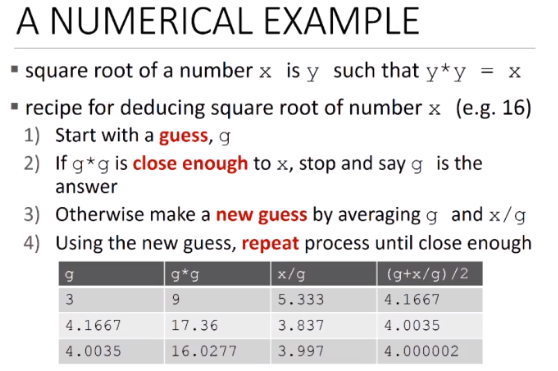 A NUMERICAL EXAMPLE
▪ square root of a number x is y such that y*y = x
▪ recipe for deducing square root of number x (e.g. 16)
1) Start with a guess, g
2) If g*g is close enough to x, stop and say g is the
answer
3) Otherwise make a new guess by averaging g and x/g
4) Using the new guess, repeat process until close enough
g g*g x/g (g+x/g)/2
3 9 5.333 4.1667
4.1667 17.36 3.837 4.0035
4.0035 16.0277 3.997 4.000002